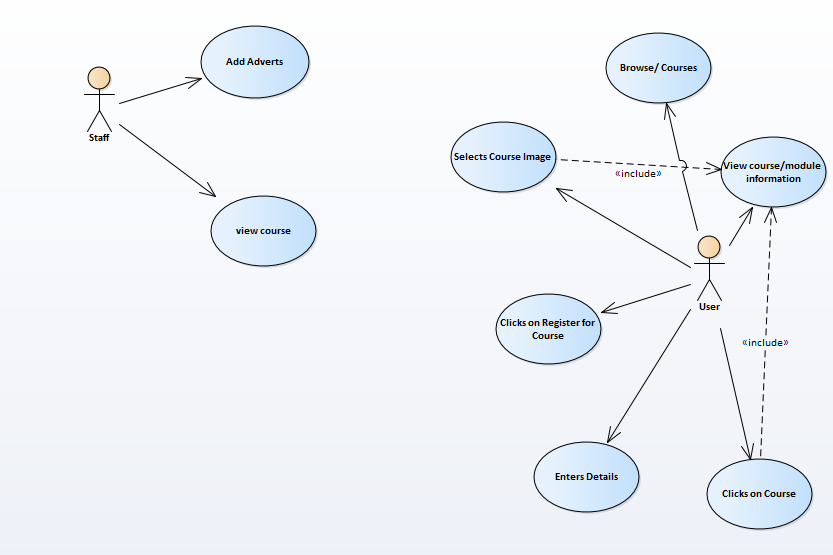 Add Adverts
Staff
view course
Browse/ Courses
Selects Course Image
«include»
View course/module
information
User
Clicks on Register for
Course
«include»
Enters Details
Clicks on Course